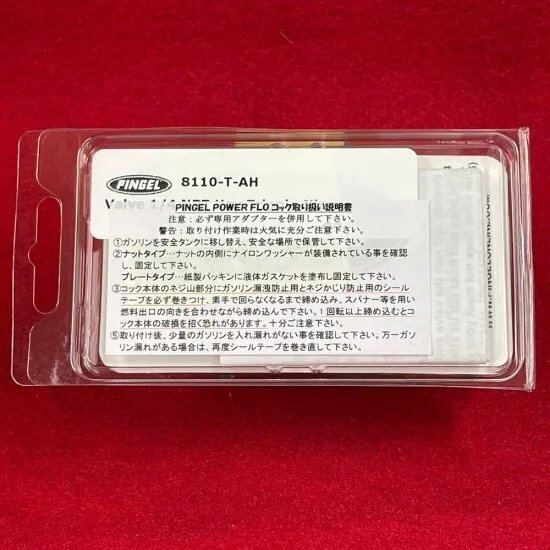 PINGEL
8110-T-AH
Valve 1/4 NPT
PINGEL POWER FLO コック取り扱い説明書
注意：必ず専用アダプターを併用して下さい。
警告：取り付け作業時は火気に充分ご注意下さい。
①ガソリンを安全タンクに移し替え、安全な場所で保管して下さい。
②ナットタイプ…ナットの内側にナイロンワッシャーが装備されている事を確認
し、固定して下さい。
プレートタイプ…紙製パッキンに液体ガスケットを塗布し固定して下さい。
③コック本体のネジ山部分にガソリン漏洩防止用とネジかじり防止用のシール
テープを必ず巻きつけ、素手で回らなくなるまで締め込み、スパナー等を用い
燃料出口の向きを合わせながら締め込んで下さい。1回転以上締め込むとコ
ック本体の破損を招く恐れがあります。十分ご注意下さい。
⑤取り付け後、少量のガソリンを入れ漏れがない事を確認して下さい。万一ガ
ソリン漏れがある場合は、再度シールテープを巻き直して下さい。
WWW.PINGELONLINE.COM